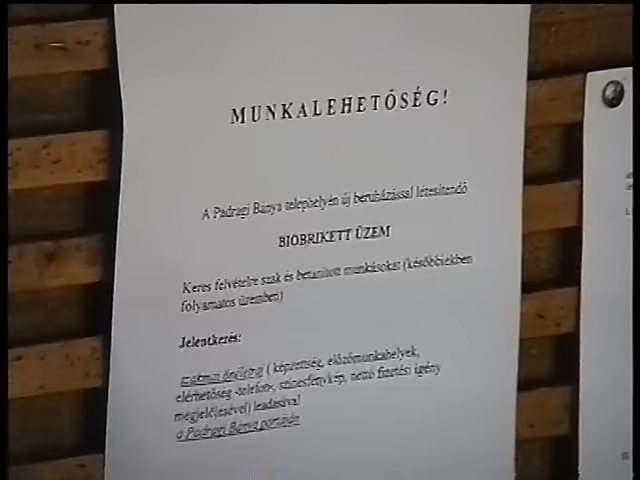 MUNKALEHETŐSÉG!
A Padragi Bánya telephelyén új beruházással létesítendő
BIOBRIKETT ÜZEM
Keres felvételre szak és betanított munkásokat (későbbiekben
folyamatos üzemben)
Jelentkezés:
szakmai önéletrajz ( képzettség, előzőmunkahelyek,
elérhetőség -telefon-, színesfénykép, nettó fizetési igény
megjelölésével) leadásával
a Padragi Bánya portáján